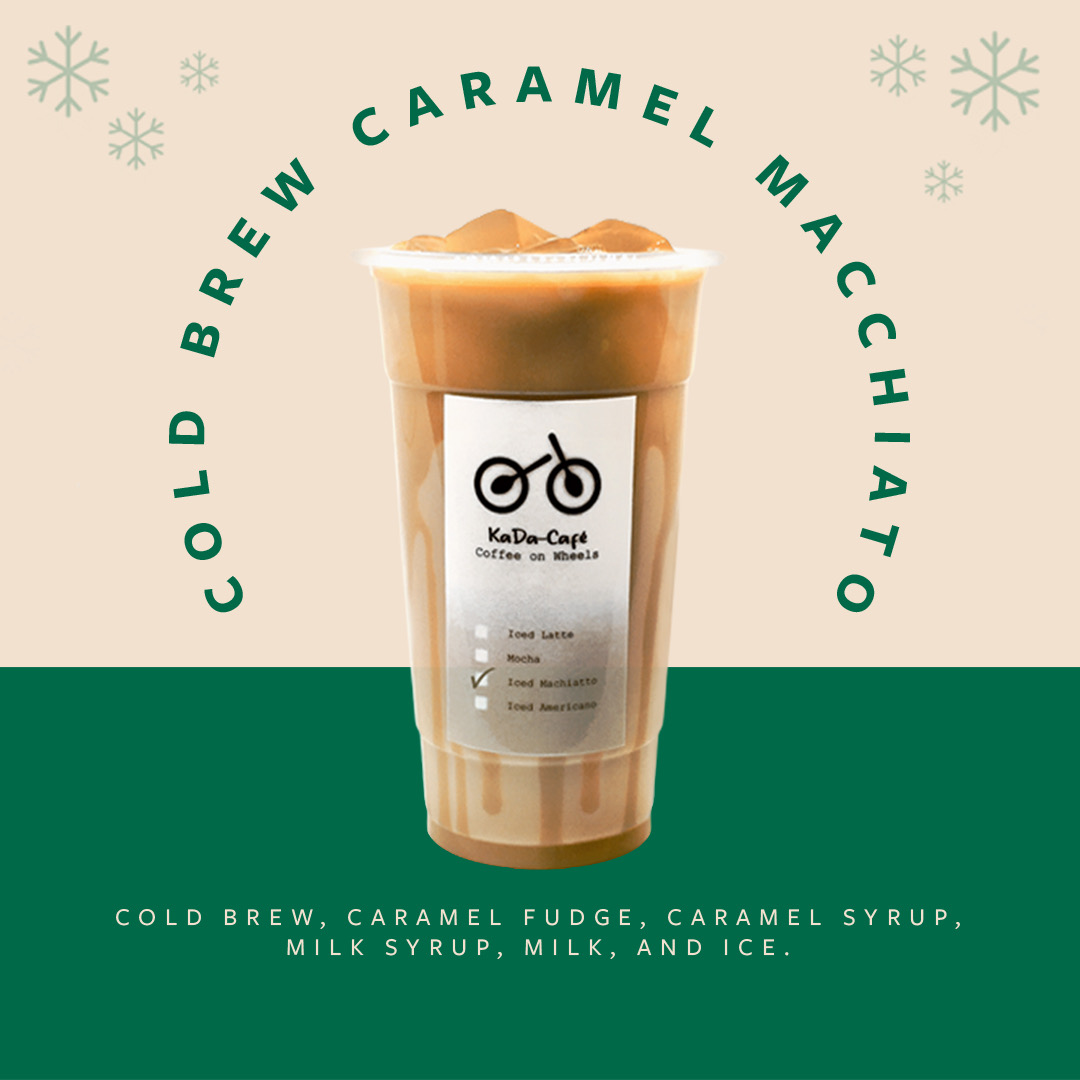 COLD BREW CARAMEL MACCHIATO
KaDa-Café
Coffee on Wheels
Iced Latte
Mocha
Iced Machiatto
Iced Americano
COLD BREW, CARAMEL FUDGE, CARAMEL SYRUP,
MILK SYRUP, MILK, AND ICE.